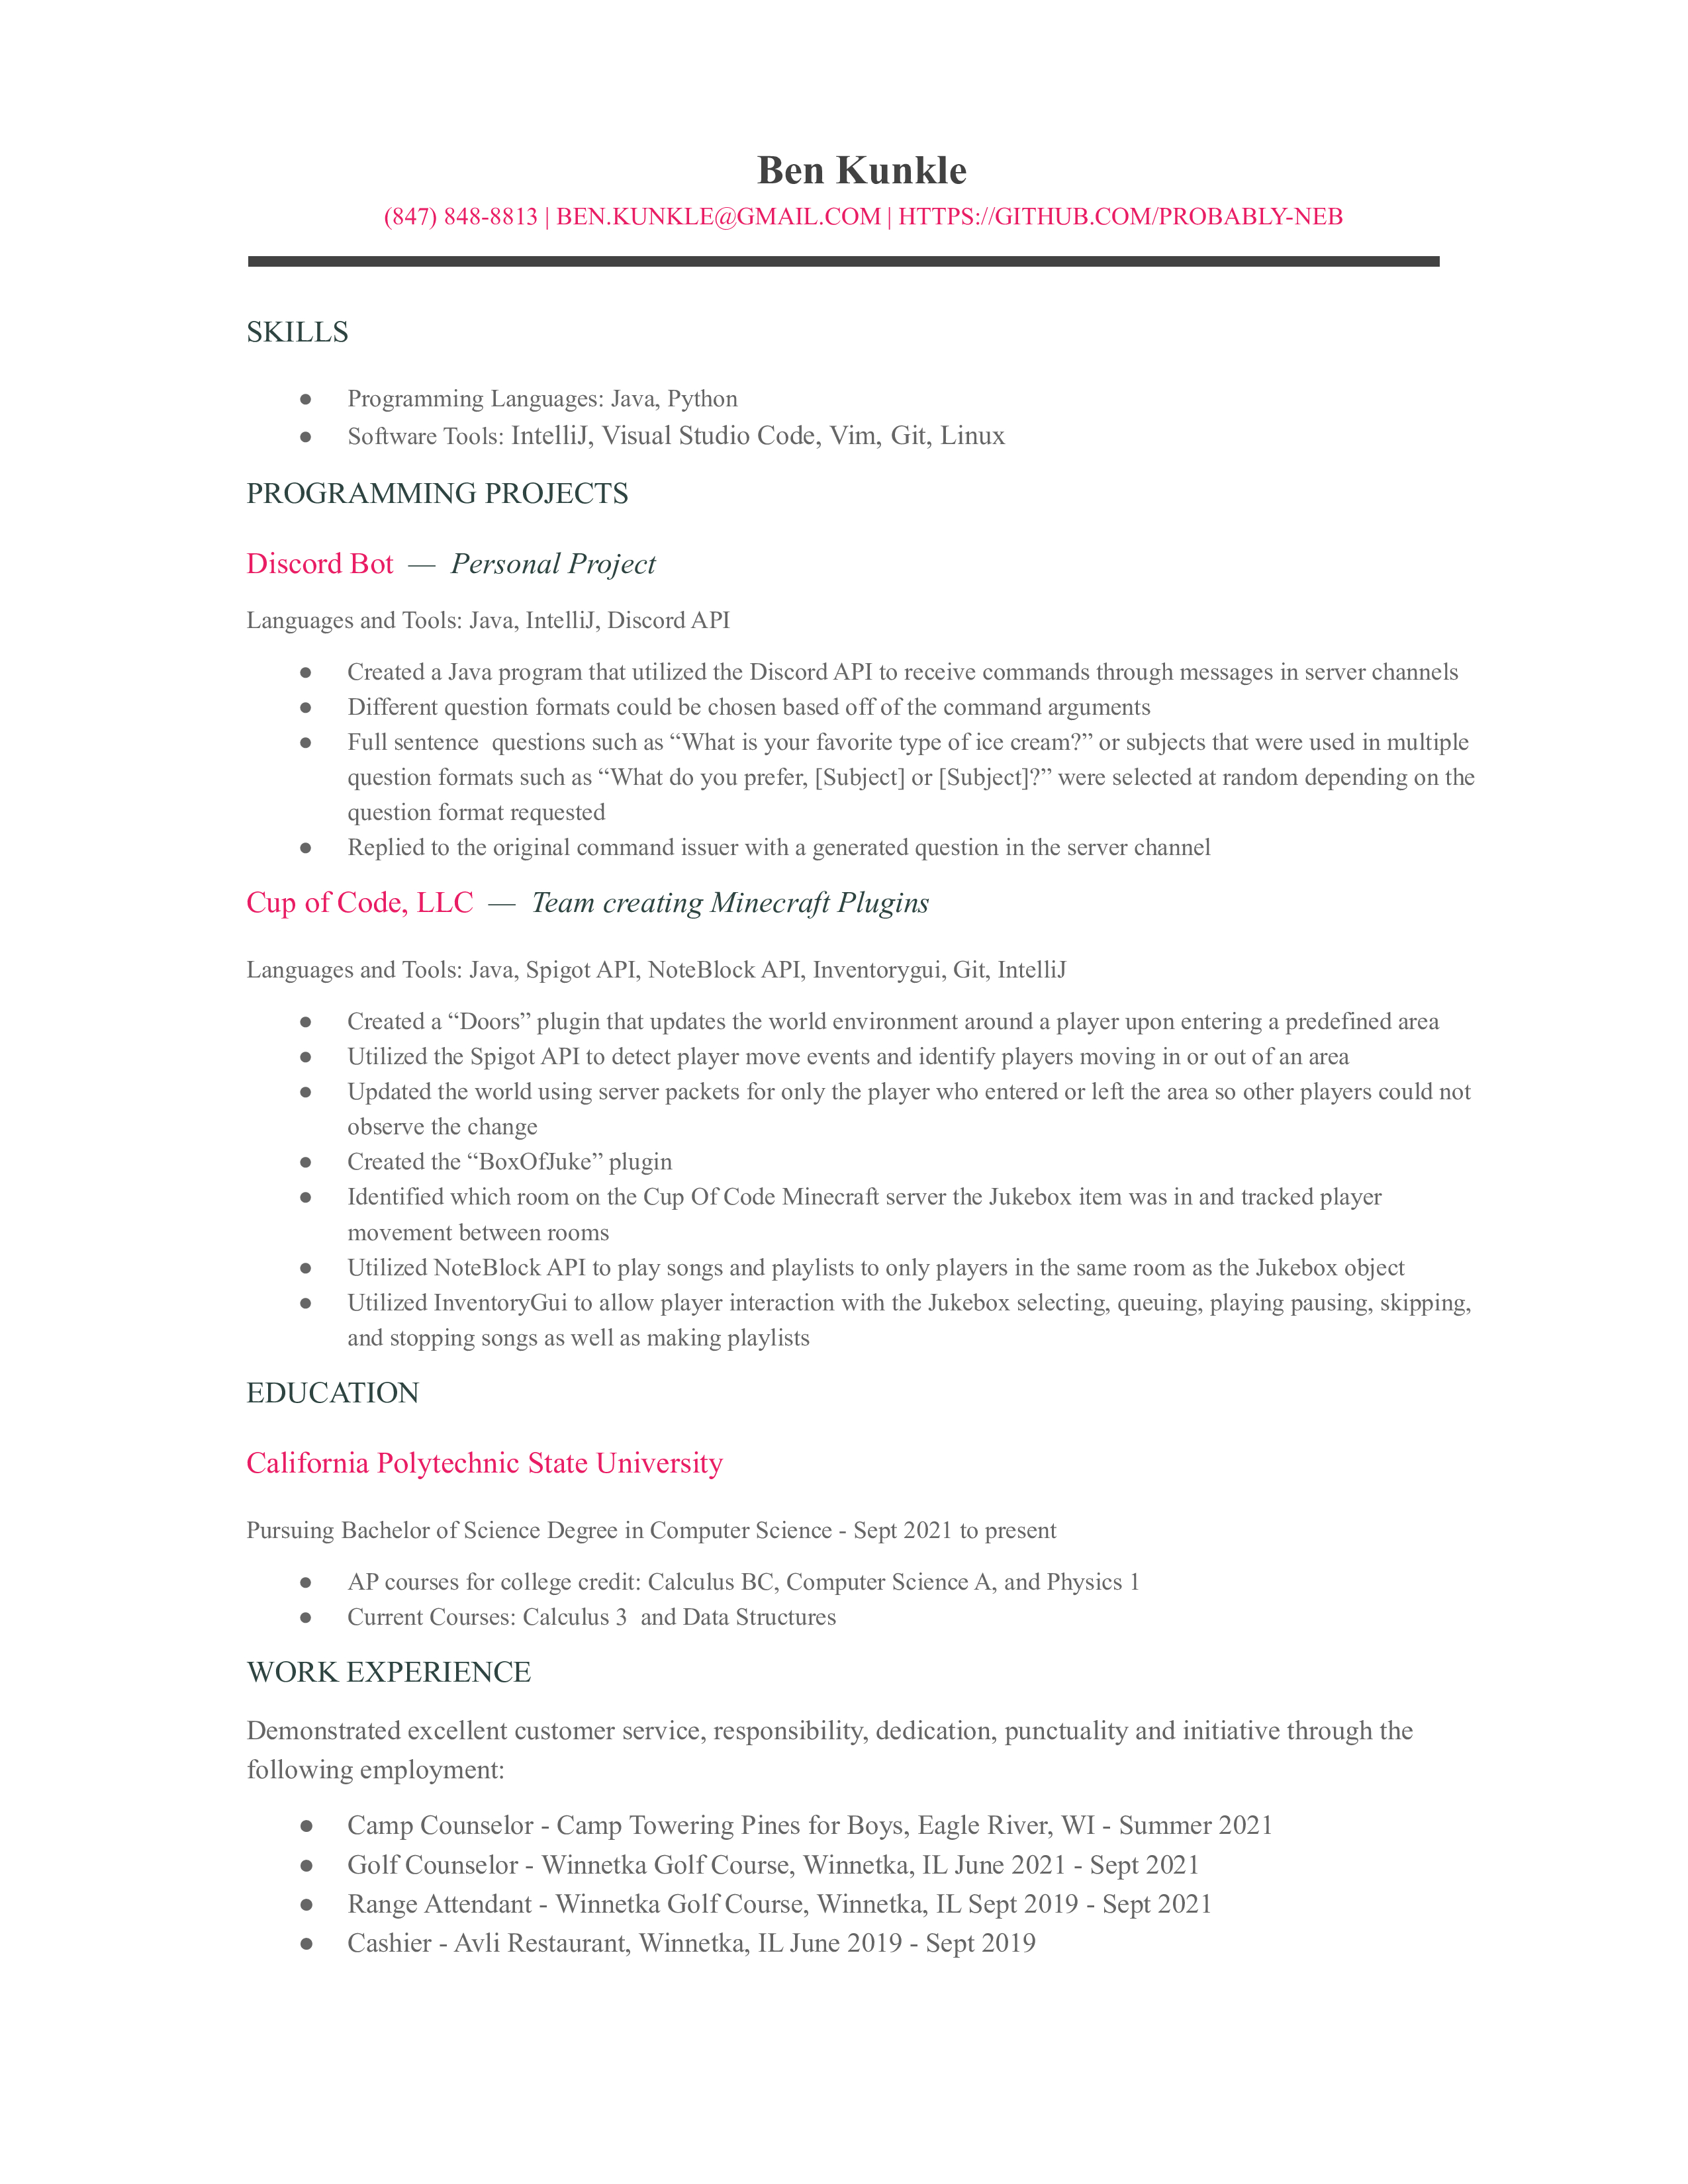 Ben Kunkle
(847) 848-8813 | BEN.KUNKLE@GMAIL.COM | HTTPS://GITHUB.COM/PROBABLY-NEB
SKILLS
● Programming Languages: Java, Python
● Software Tools: IntelliJ, Visual Studio Code, Vim, Git, Linux
PROGRAMMING PROJECTS
Discord Bot — Personal Project
Languages and Tools: Java, IntelliJ, Discord API
● Created a Java program that utilized the Discord API to receive commands through messages in server channels
● Different question formats could be chosen based off of the command arguments
● Full sentence  questions such as “What is your favorite type of ice cream?” or subjects that were used in multiple
question formats such as “What do you prefer, [Subject] or [Subject]?” were selected at random depending on the
question format requested
● Replied to the original command issuer with a generated question in the server channel
Cup of Code, LLC — Team creating Minecraft Plugins
Languages and Tools: Java, Spigot API, NoteBlock API, Inventorygui, Git, IntelliJ
● Created a “Doors” plugin that updates the world environment around a player upon entering a predefined area
● Utilized the Spigot API to detect player move events and identify players moving in or out of an area
● Updated the world using server packets for only the player who entered or left the area so other players could not
observe the change
● Created the “BoxOfJuke” plugin
● Identified which room on the Cup Of Code Minecraft server the Jukebox item was in and tracked player
movement between rooms
● Utilized NoteBlock API to play songs and playlists to only players in the same room as the Jukebox object
● Utilized InventoryGui to allow player interaction with the Jukebox selecting, queuing, playing pausing, skipping,
and stopping songs as well as making playlists
EDUCATION
California Polytechnic State University
Pursuing Bachelor of Science Degree in Computer Science - Sept 2021 to present
● AP courses for college credit: Calculus BC, Computer Science A, and Physics 1
● Current Courses: Calculus 3  and Data Structures
WORK EXPERIENCE
Demonstrated excellent customer service, responsibility, dedication, punctuality and initiative through the
following employment:
● Camp Counselor - Camp Towering Pines for Boys, Eagle River, WI - Summer 2021
● Golf Counselor - Winnetka Golf Course, Winnetka, IL June 2021 - Sept 2021
● Range Attendant - Winnetka Golf Course, Winnetka, IL Sept 2019 - Sept 2021
● Cashier - Avli Restaurant, Winnetka, IL June 2019 - Sept 2019